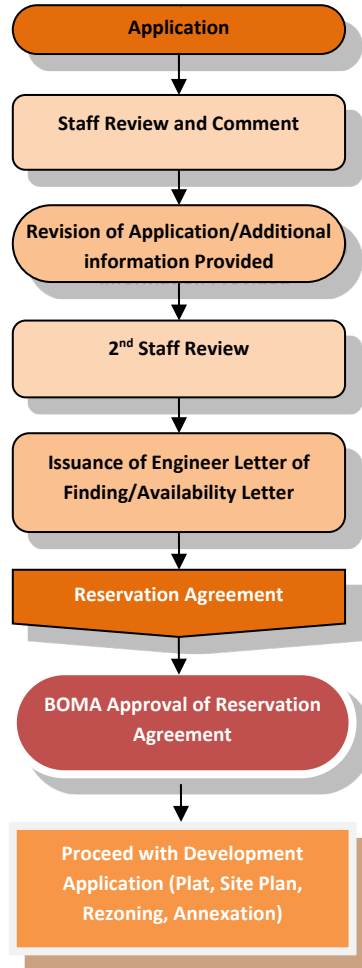 Application
Staff Review and Comment
Revision of Application/Additional
information Provided
2nd Staff Review
Issuance of Engineer Letter of
Finding/Availability Letter
Reservation Agreement
BOMA Approval of Reservation
Agreement
Proceed with Development
Application (Plat, Site Plan,
Rezoning, Annexation)